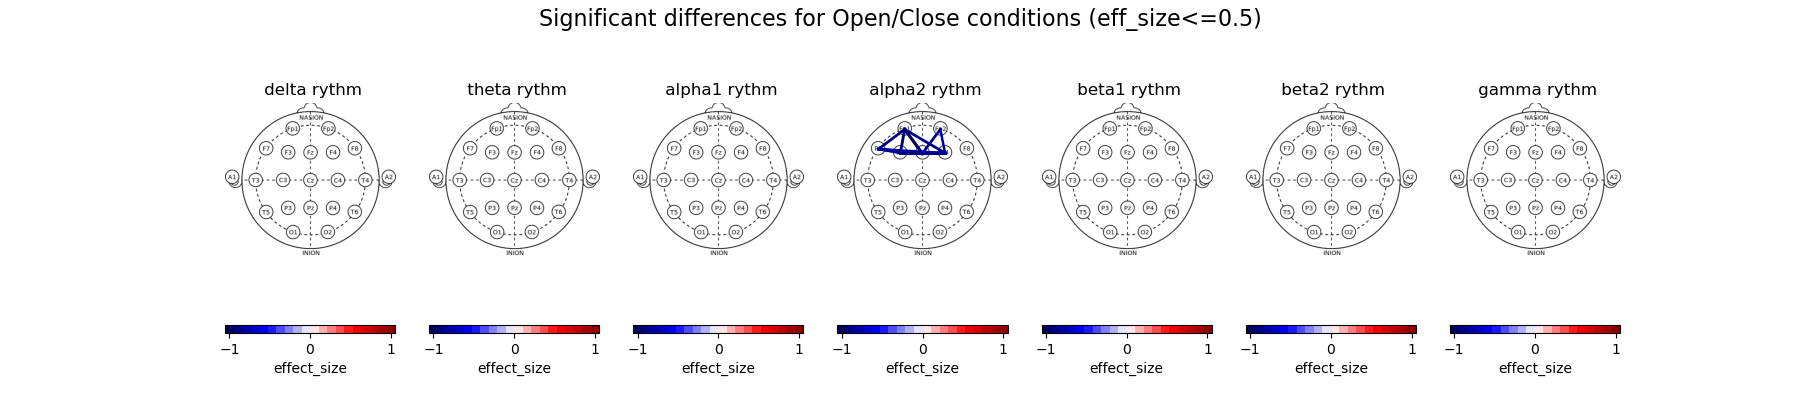 Significant differences for Open/Close conditions (eff_size<=0.5)
delta rythm theta rythm alpha1 rythm alpha2 rythm beta1 rythm beta2 rythm gamma rythm
NASION NASION NASION NASION NASION NASION NASION
Fp1 Fp2 Fp1 Fp2 Fp1 Fp2 Fp1 Fp2 Fp1 Fp2 Fp1 Fp2
F7 F3 Fz F4 F8 F7 F3 Fz F4 F8 F7 F3 Fz F4 F8 F8 F7 F3 Fz F4 F8 F7 F3 Fz F4 F8 F7 F3 Fz F4 F8
A1 T3 C3 Cz C4 T4 A2 A1 T3 C3 Cz C4 T4 A2 A1 T3 C3 Cz C4 T4 A2 A1 T3 C3 Cz C4 T4 A2 A1 T3 C3 Cz C4 T4 A2 A1 T3 C3 Cz C4 T4 A2 A1 T3 C3 Cz C4 T4 A2
T5 P3 Pz P4 T6 T5 P3 Pz P4 T6 T5 P3 Pz P4 T6 T5 P3 Pz P4 T6 T5 P3 Pz P4 T6 T5 P3 Pz P4 T6 T5 P3 Pz P4 T6
O1 O2 O1 O2 O1 O2 O1 O2 O1 O2 O1 O2 O1 O2
INION INION INION INION INION INION INION
−1 0 1 −1 0 1 −1 0 1 −1 0 1 −1 0 1 −1 0 1 −1 0 1
effect_size effect_size effect_size effect_size effect_size effect_size effect_size